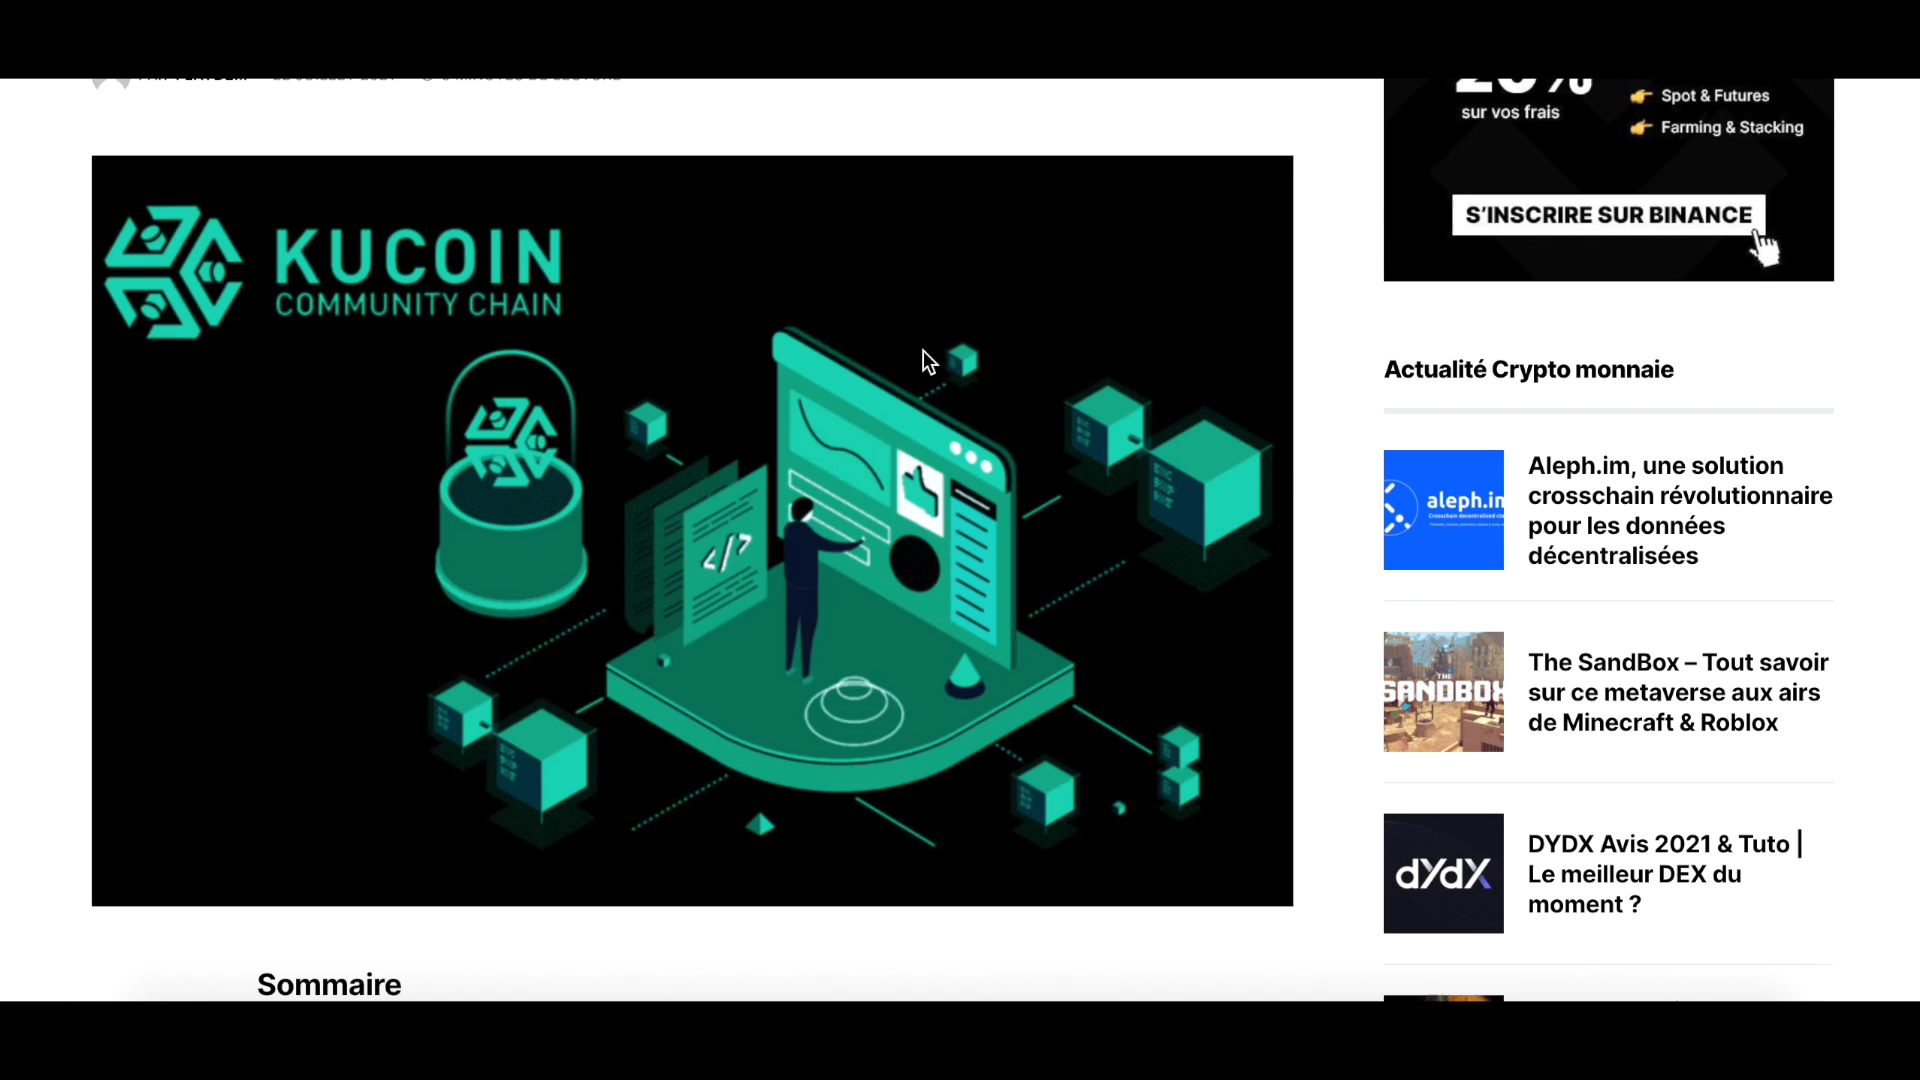 sur vos frais
Spot & Futures
Farming & Stacking
S'INSCRIRE SUR BINANCE
KUCOIN
COMMUNITY CHAIN
</>
Actualité Crypto monnaie
aleph.im
Aleph.im, une solution
crosschain révolutionnaire
pour les données
décentralisées
THE
SANDBOX
The SandBox – Tout savoir
sur ce metaverse aux airs
de Minecraft & Roblox
dYdX
DYDX Avis 2021 & Tuto |
Le meilleur DEX du
moment ?
Sommaire